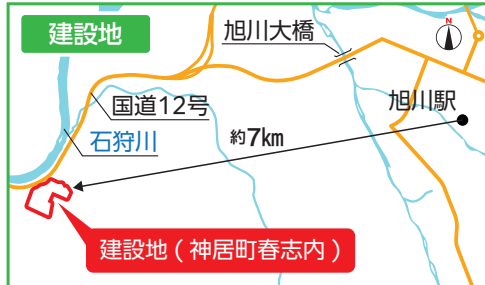 建設地
旭川大橋
N
国道12号
旭川駅
石狩川
約7km
建設地（神居町春志内）